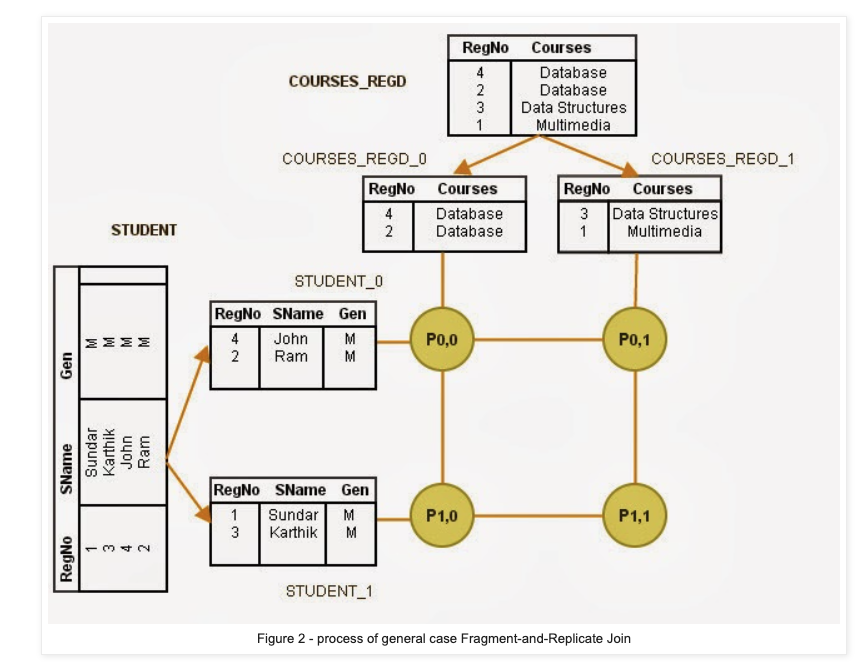 RegNo Courses
COURSES_REGD
4 Database
2 Database
3 Data Structures
1 Multimedia
COURSES_REGD_0
COURSES_REGD_1
RegNo Courses
4 Database
2 Database
RegNo Courses
3 Data Structures
1 Multimedia
STUDENT
RegNo SName Gen
1 Sundar M
3 Karthik M
4 John M
2 Ram M
STUDENT_0
RegNo SName Gen
4 John M
2 Ram M
P0,0
P0,1
RegNo SName Gen
1 Sundar M
3 Karthik M
STUDENT_1
P1,0
P1,1
Figure 2 - process of general case Fragment-and-Replicate Join